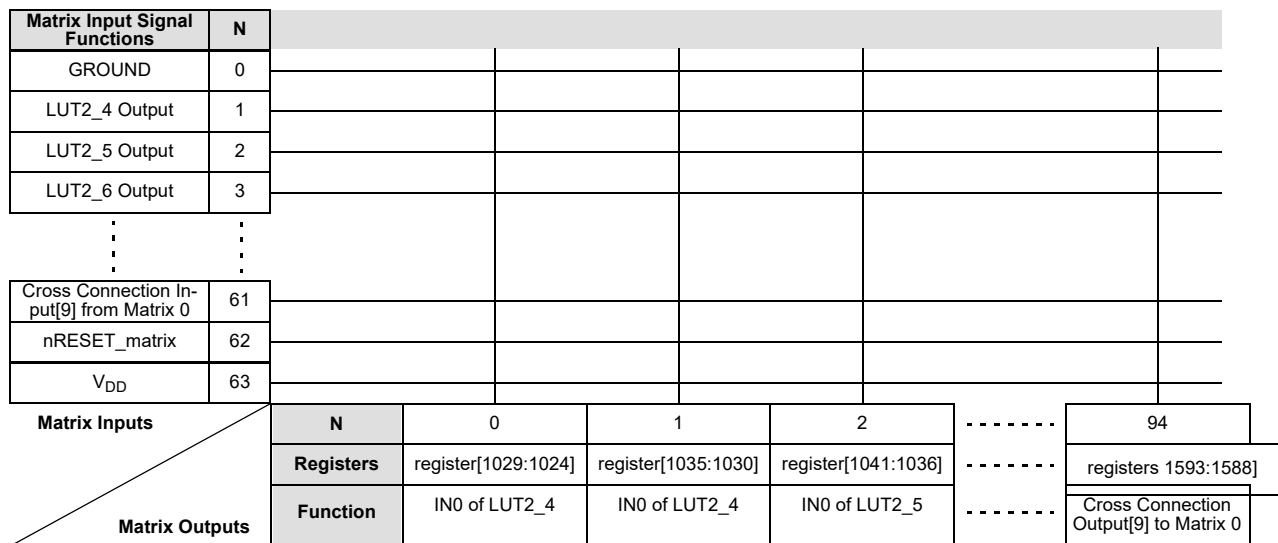 Matrix Input Signal
Functions
N
GROUND
0
LUT2_4 Output
1
LUT2_5 Output
2
LUT2_6 Output
3
Cross Connection In-
put[9] from Matrix 0
61
nRESET_matrix
62
VDD
63
Matrix Inputs
Matrix Outputs
N
0
1
2
94
Registers
register[1029:1024]
register[1035:1030]
register[1041:1036]
registers 1593:1588]
Function
IN0 of LUT2_4
IN0 of LUT2_4
IN0 of LUT2_5
Cross Connection
Output[9] to Matrix 0